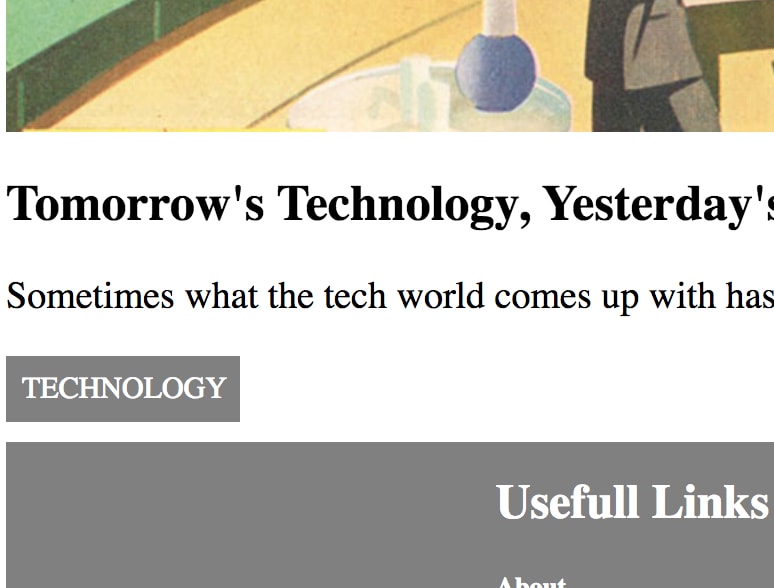 Tomorrow's Technology, Yesterday's
Sometimes what the tech world comes up with has
TECHNOLOGY
Usefull Links
About